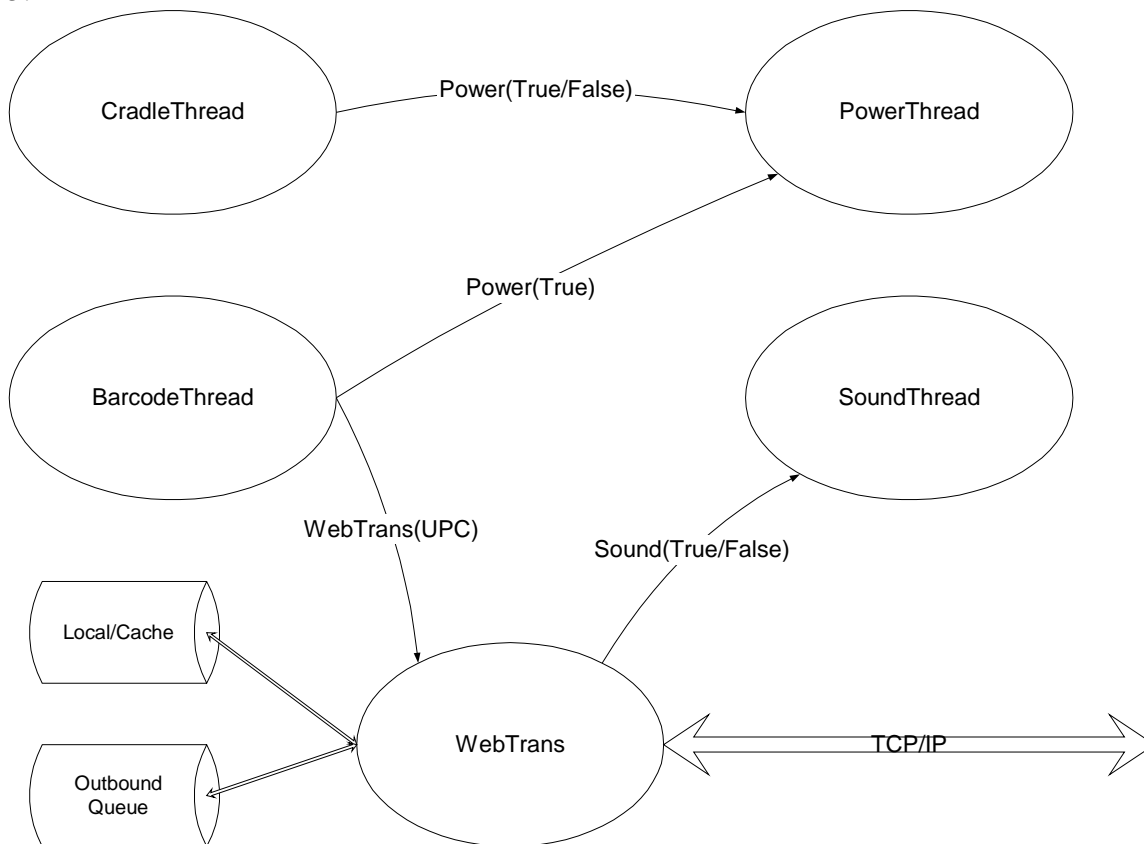 CradleThread
Power(True/False)
PowerThread
Power(True)
BarcodeThread
SoundThread
WebTrans(UPC)
Sound(True/False)
Local/Cache
WebTrans
TCP/IP
Outbound
Queue